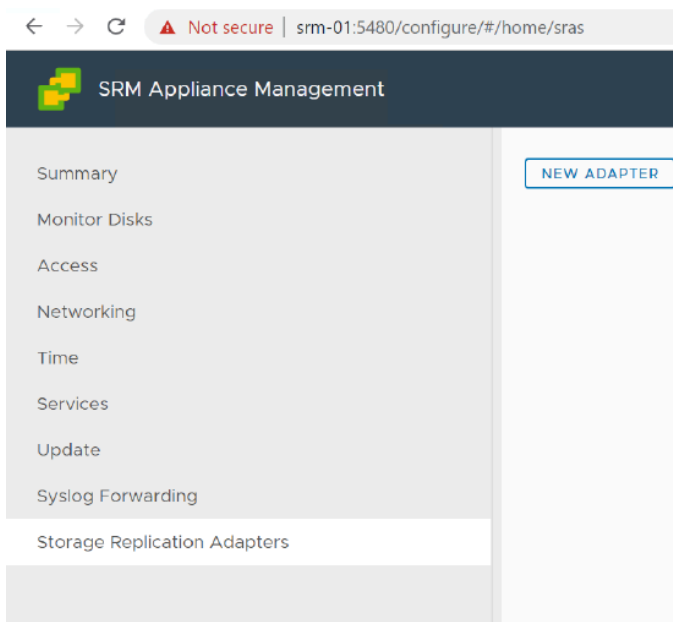 Not secure | srm-01:5480/configure/#/home/sras
SRM Appliance Management
Summary
Monitor Disks
Access
Networking
Time
Services
Update
Syslog Forwarding
Storage Replication Adapters
NEW ADAPTER